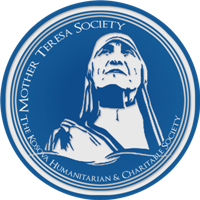 MOTHER TERESA SOCIETY
THE KOSOVA HUMANITARIAN & CHARITABLE SOCIETY